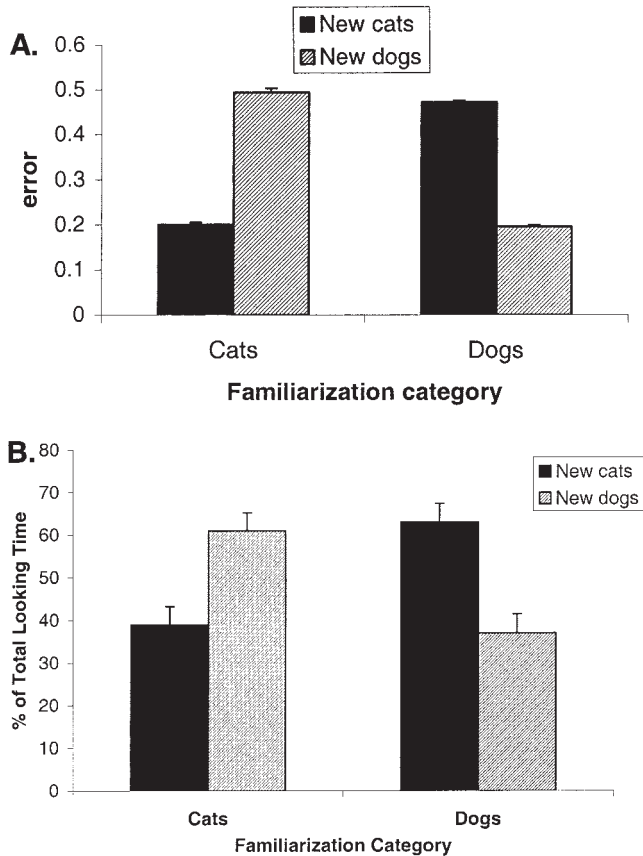 A.
New cats
New dogs
0.6
0.5
0.4
0.3
0.2
0.1
0
error
Cats
Dogs
Familiarization category
B.
New cats
New dogs
80
70
60
50
40
30
20
10
0
% of Total Looking Time
Cats
Dogs
Familiarization Category